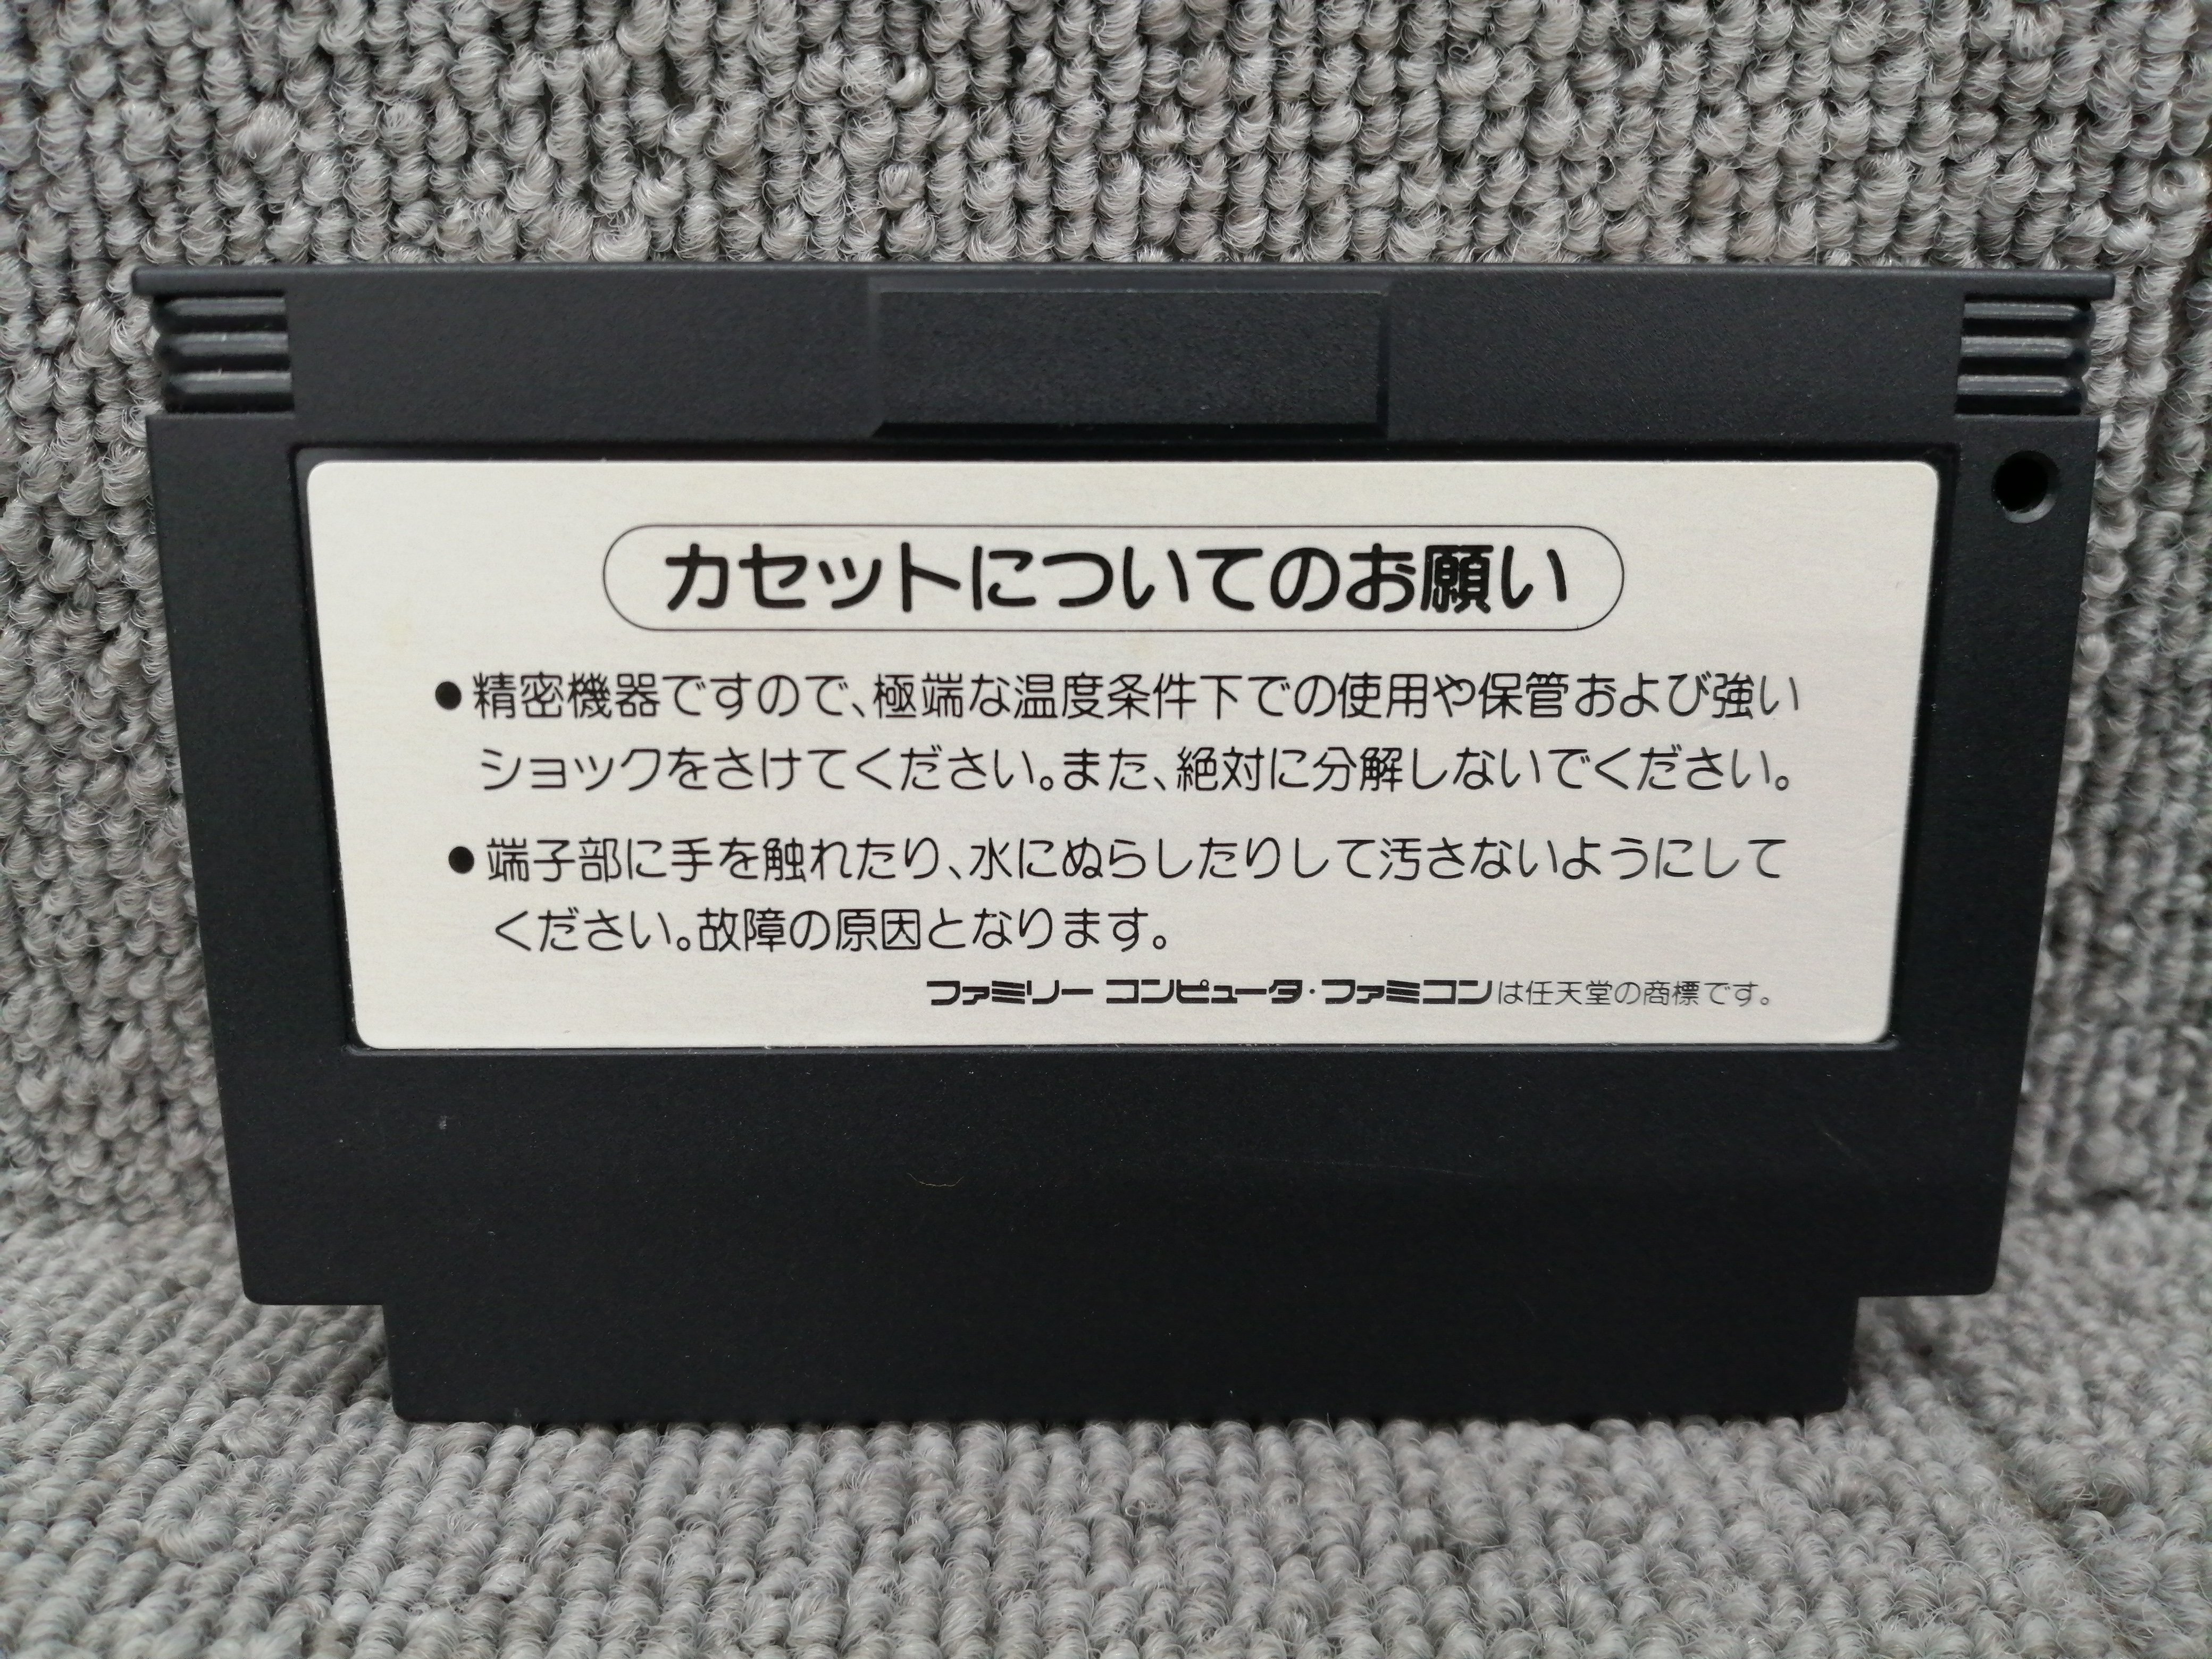 カセットについてのお願い
●精密機器ですので、極端な温度条件下での使用や保管および強い
ショックをさけてください。また、絶対に分解しないでください。
●端子部に手を触れたり、水にぬらしたりして汚さないようにして
ください。故障の原因となります。
ファミリー コンピュータ・ファミコンは任天堂の商標です。